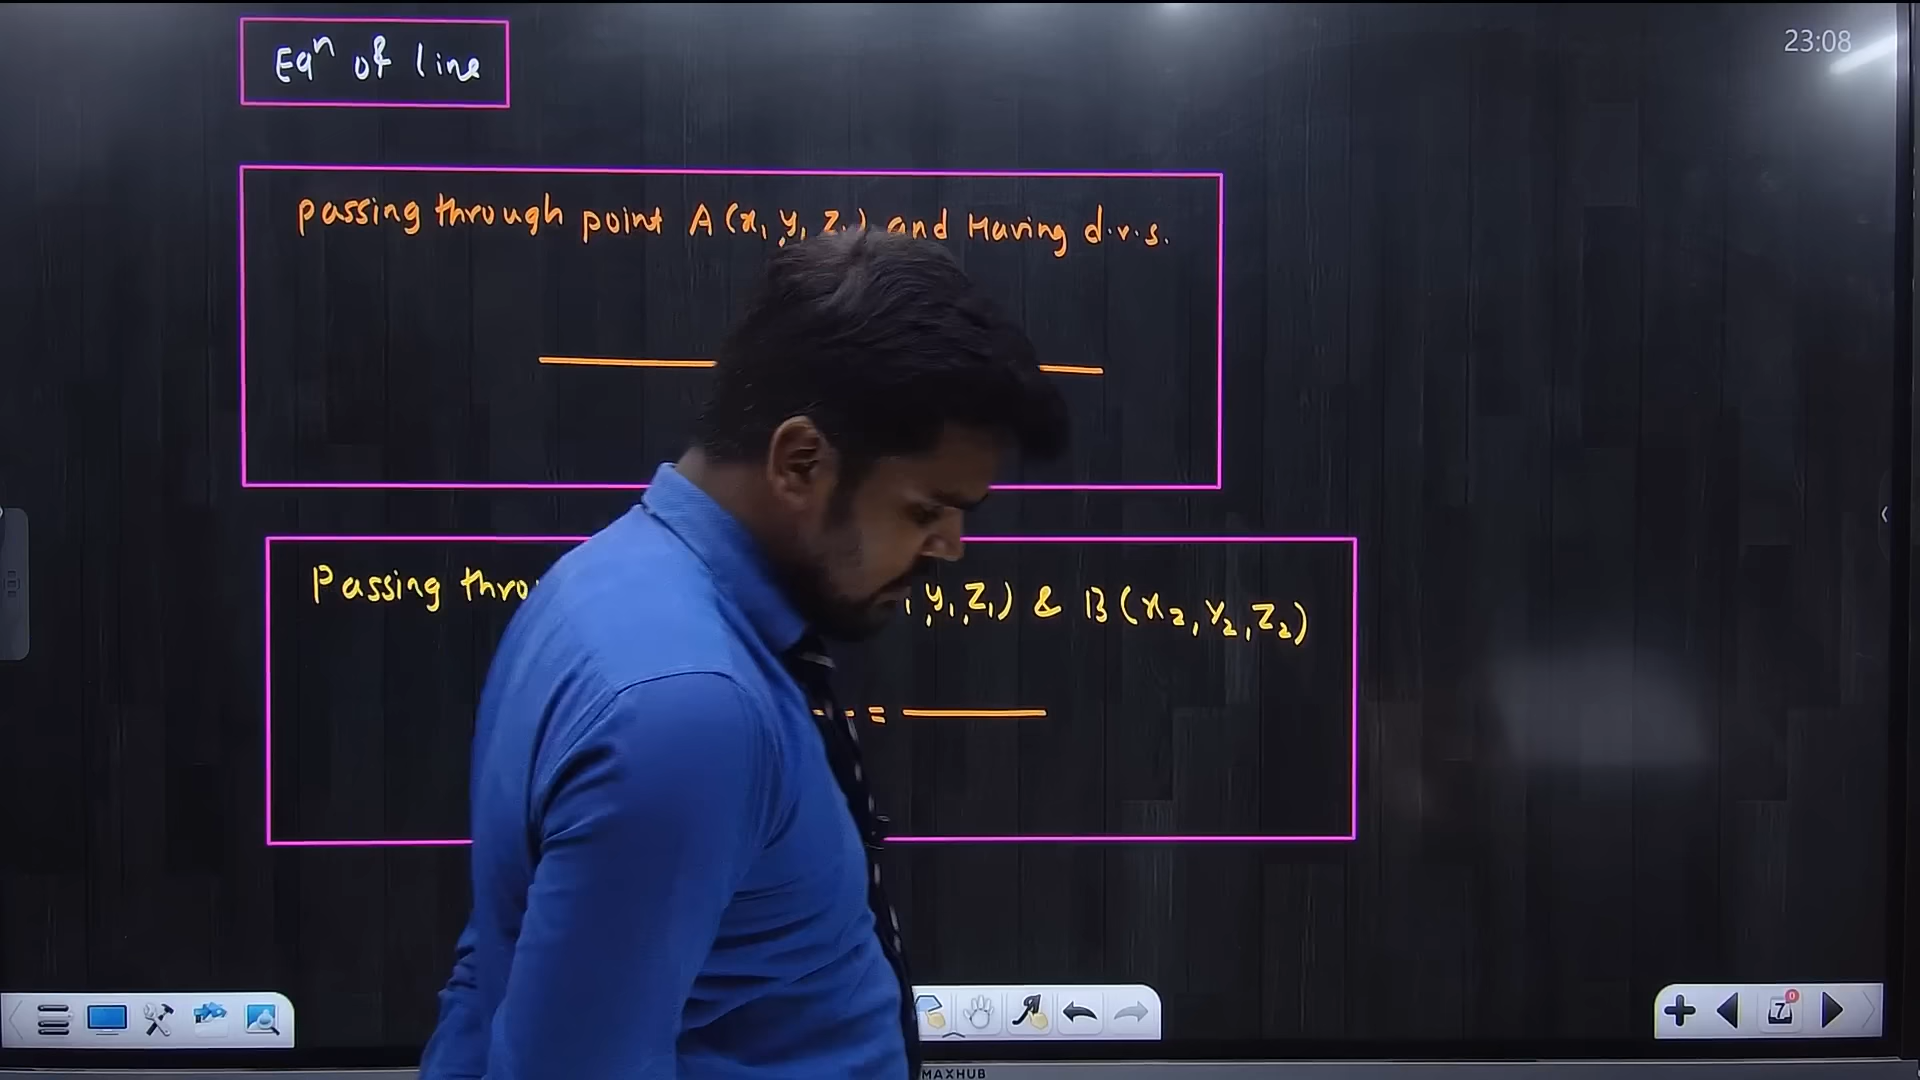 Eqⁿ of line
23:08
passing through point A(x₁, y₁, z₁) and Having d.r.s.
Passing
, y₁, z₁) & B(x₂, y₂, z₂)
=
7
MAXHUB